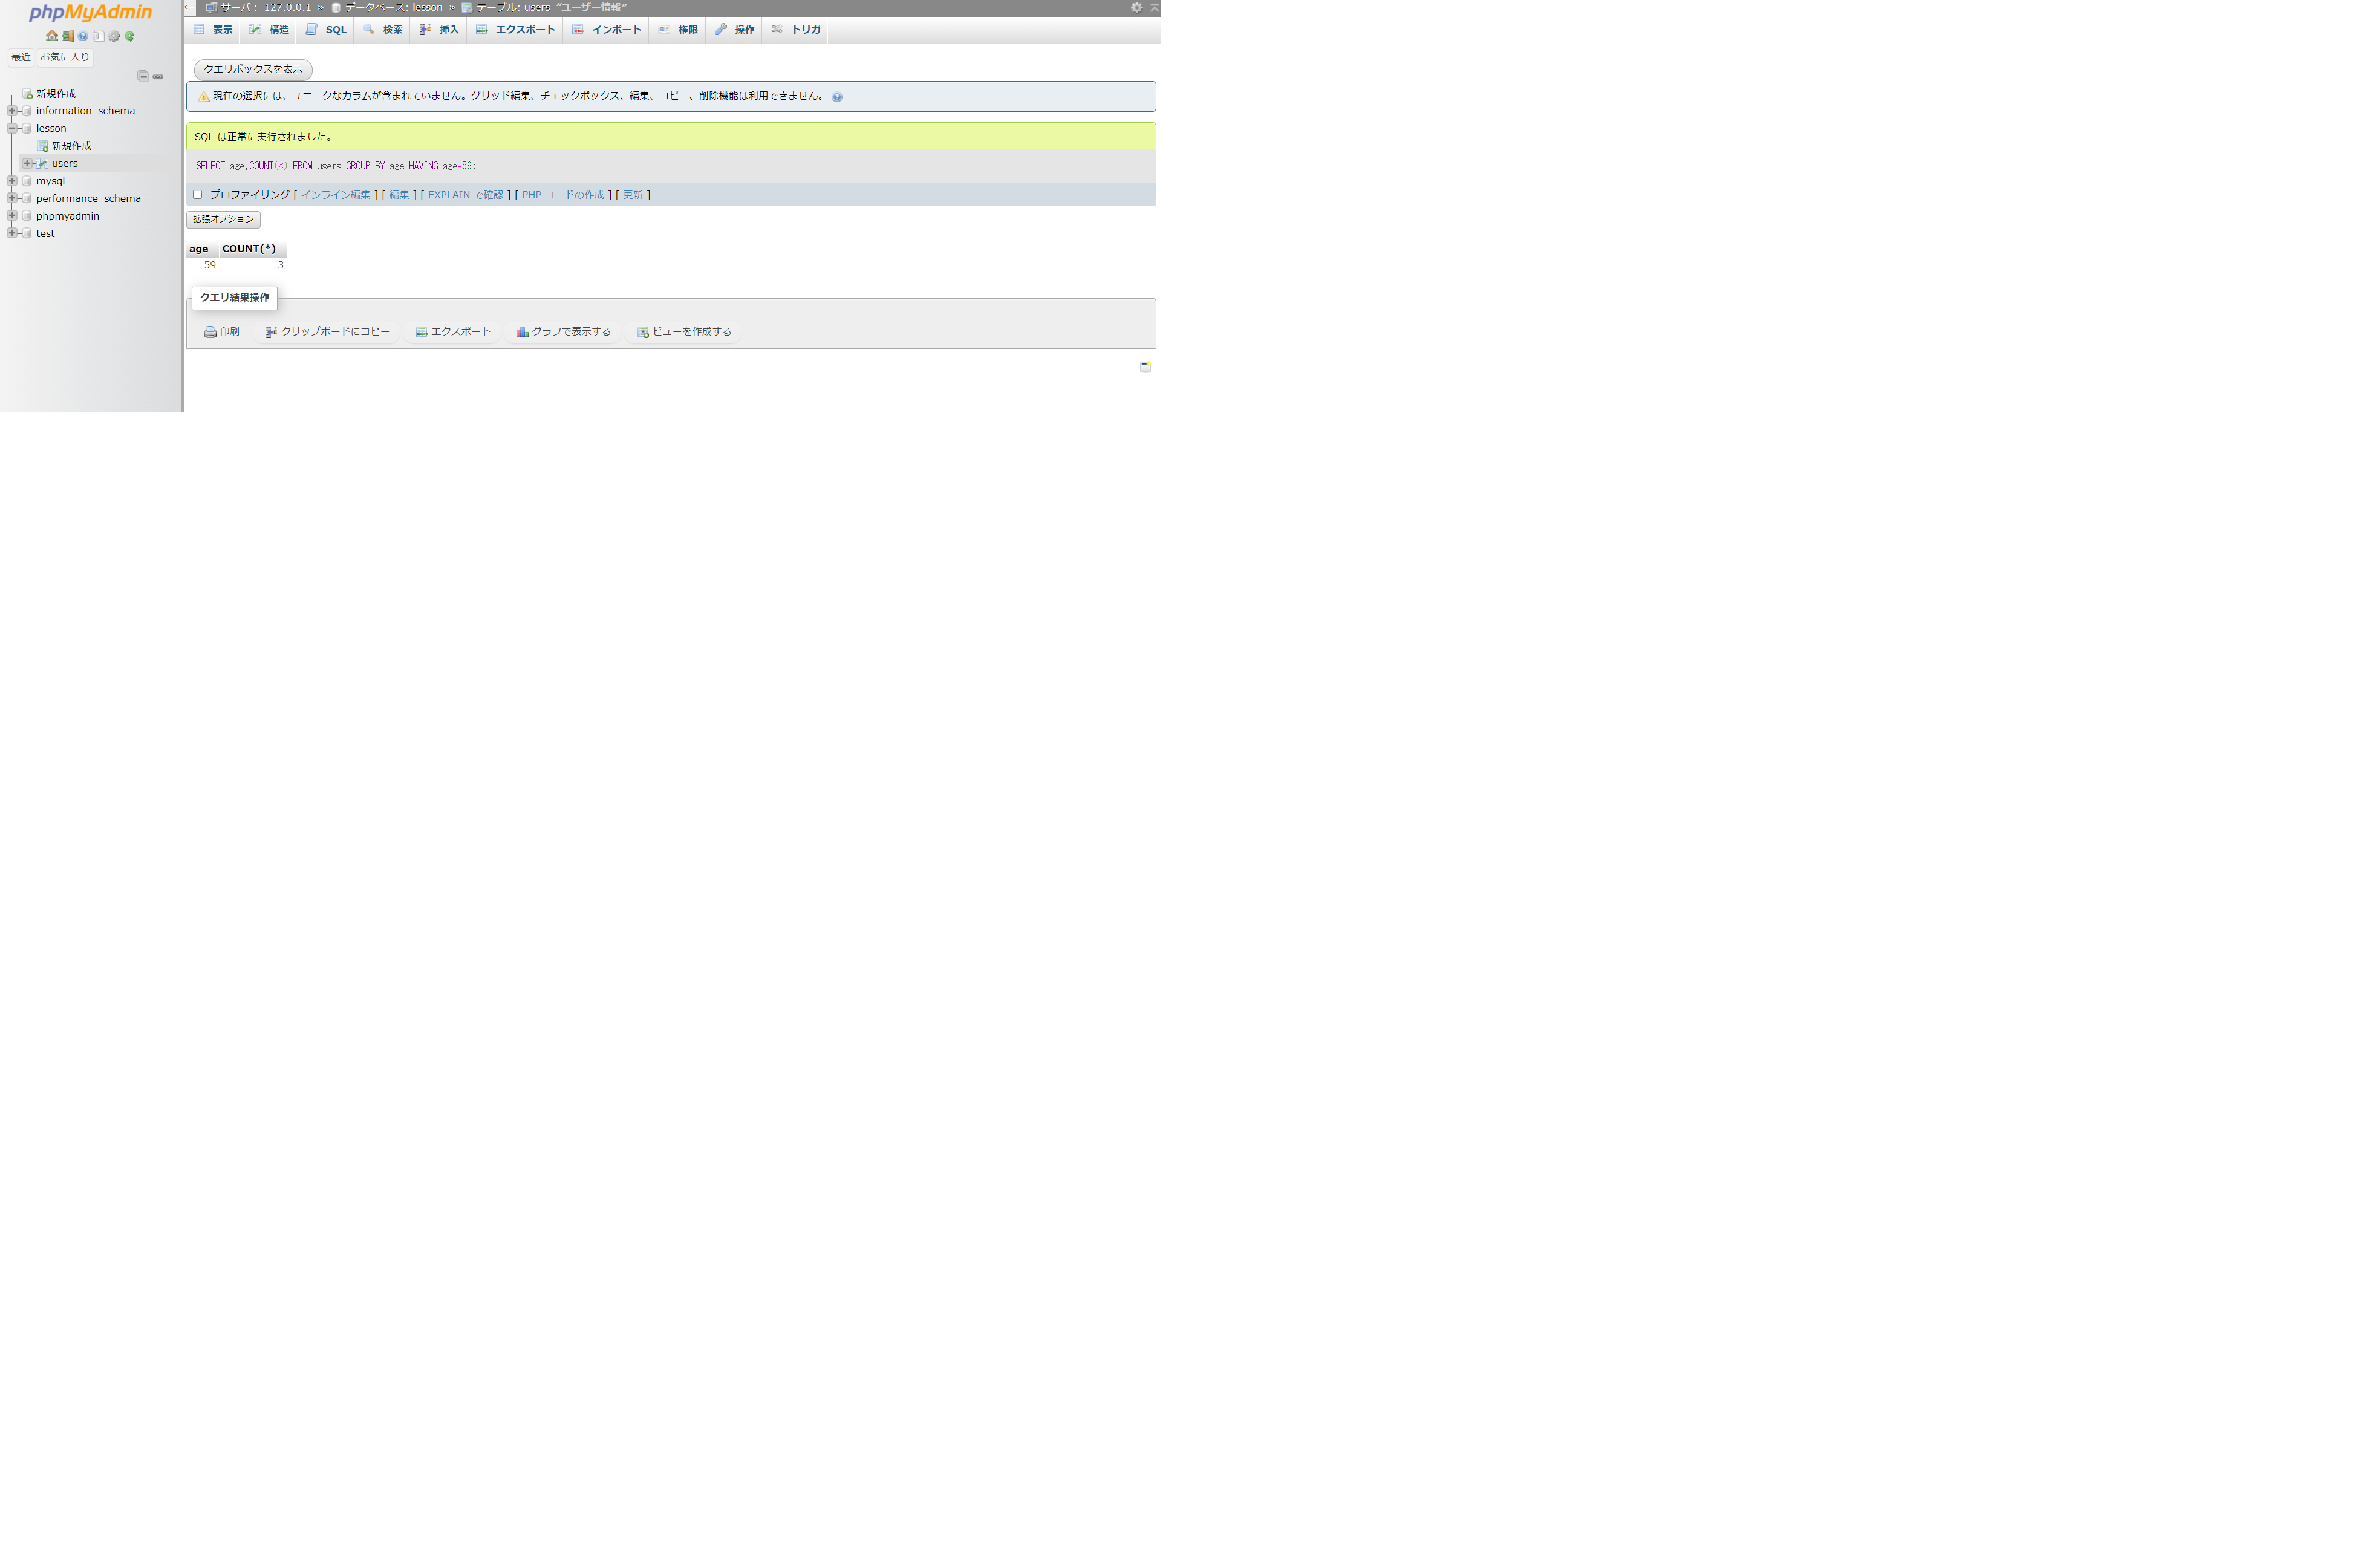 phpMyAdmin
最近 お気に入り
新規作成
information_schema
lesson
新規作成
users
mysql
performance_schema
phpmyadmin
test
サーバ: 127.0.0.1 » データベース: lesson » テーブル: users "ユーザー情報"
表示 構造 SQL 検索 挿入 エクスポート インポート 権限 操作 トリガ
クエリボックスを表示
現在の選択には、ユニークなカラムが含まれていません。グリッド編集、チェックボックス、編集、コピー、削除機能は利用できません。
SQL は正常に実行されました。
SELECT age,COUNT(*) FROM users GROUP BY age HAVING age=59;
プロファイリング [ インライン編集 ] [ 編集 ] [ EXPLAIN で確認 ] [ PHP コードの作成 ] [ 更新 ]
拡張オプション
age COUNT(*)
59 3
クエリ結果操作
印刷 クリップボードにコピー エクスポート グラフで表示する ビューを作成する